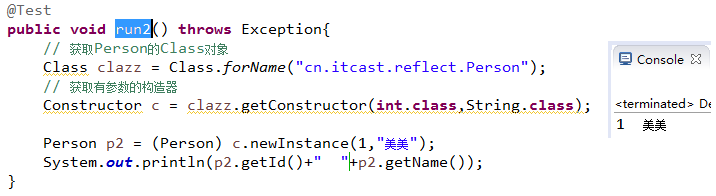 @Test
public void run2() throws Exception{
// 获取Person的Class对象
Class clazz = Class.forName("cn.itcast.reflect.Person");
// 获取有参数的构造器
Constructor c = clazz.getConstructor(int.class,String.class);
Person p2 = (Person) c.newInstance(1,"美美");
System.out.println(p2.getId()+"  "+p2.getName());
}
Console
<terminated> De
1 美美